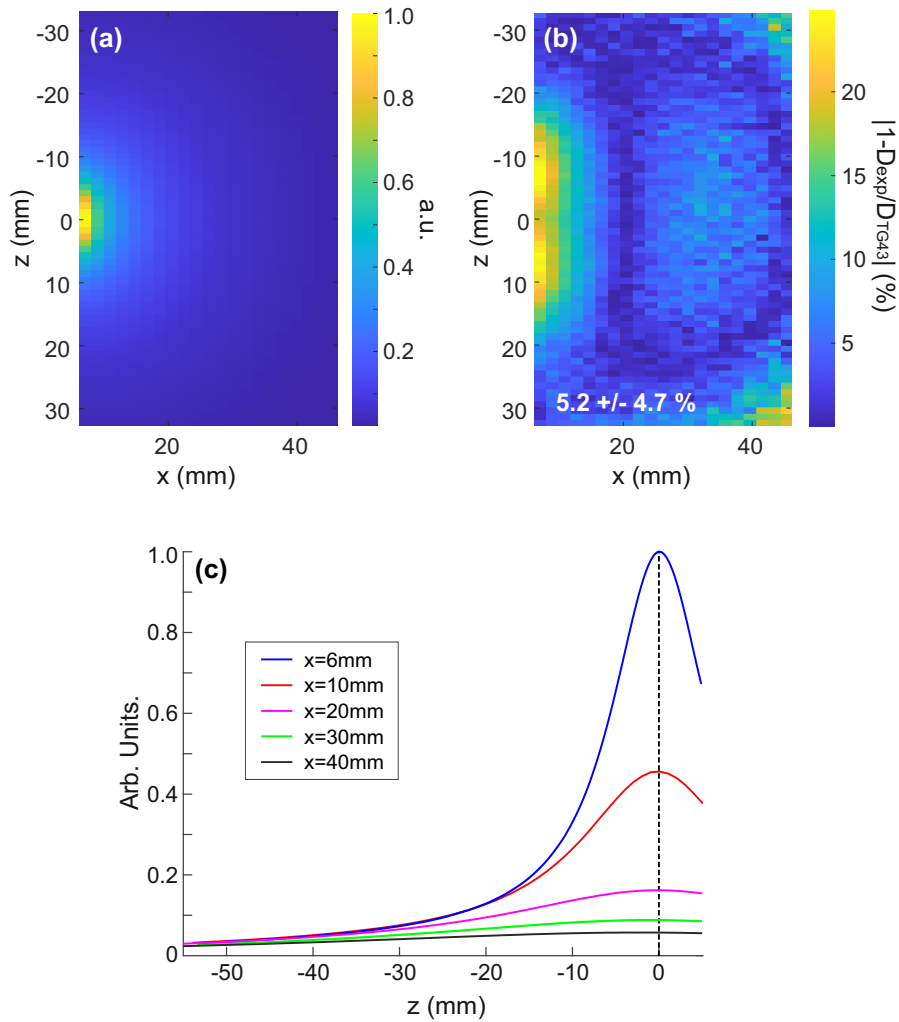 (a)
-30
-20
-10
0
10
20
30
z (mm)
20
40
x (mm)
1.0
0.8
0.6
0.4
0.2
a.u.
(b)
-30
-20
-10
0
10
20
30
z (mm)
5.2 +/- 4.7 %
20
40
x (mm)
20
15
10
5
|1-Dexp/DTG43| (%)
(c)
1.0
0.8
0.6
0.4
0.2
0
Arb. Units.
x=6mm
x=10mm
x=20mm
x=30mm
x=40mm
-50
-40
-30
-20
-10
0
z (mm)